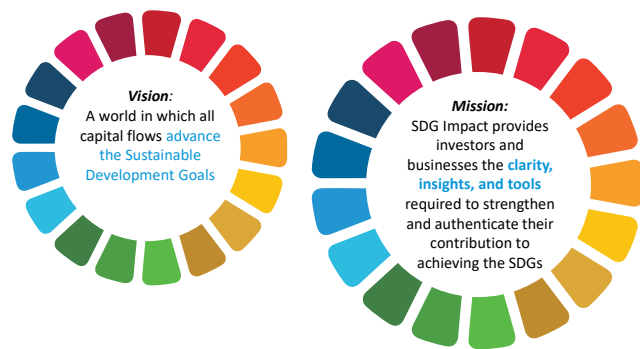 Vision:
A world in which all
capital flows advance
the Sustainable
Development Goals
Mission:
SDG Impact provides
investors and
businesses the clarity,
insights, and tools
required to strengthen
and authenticate their
contribution to
achieving the SDGs